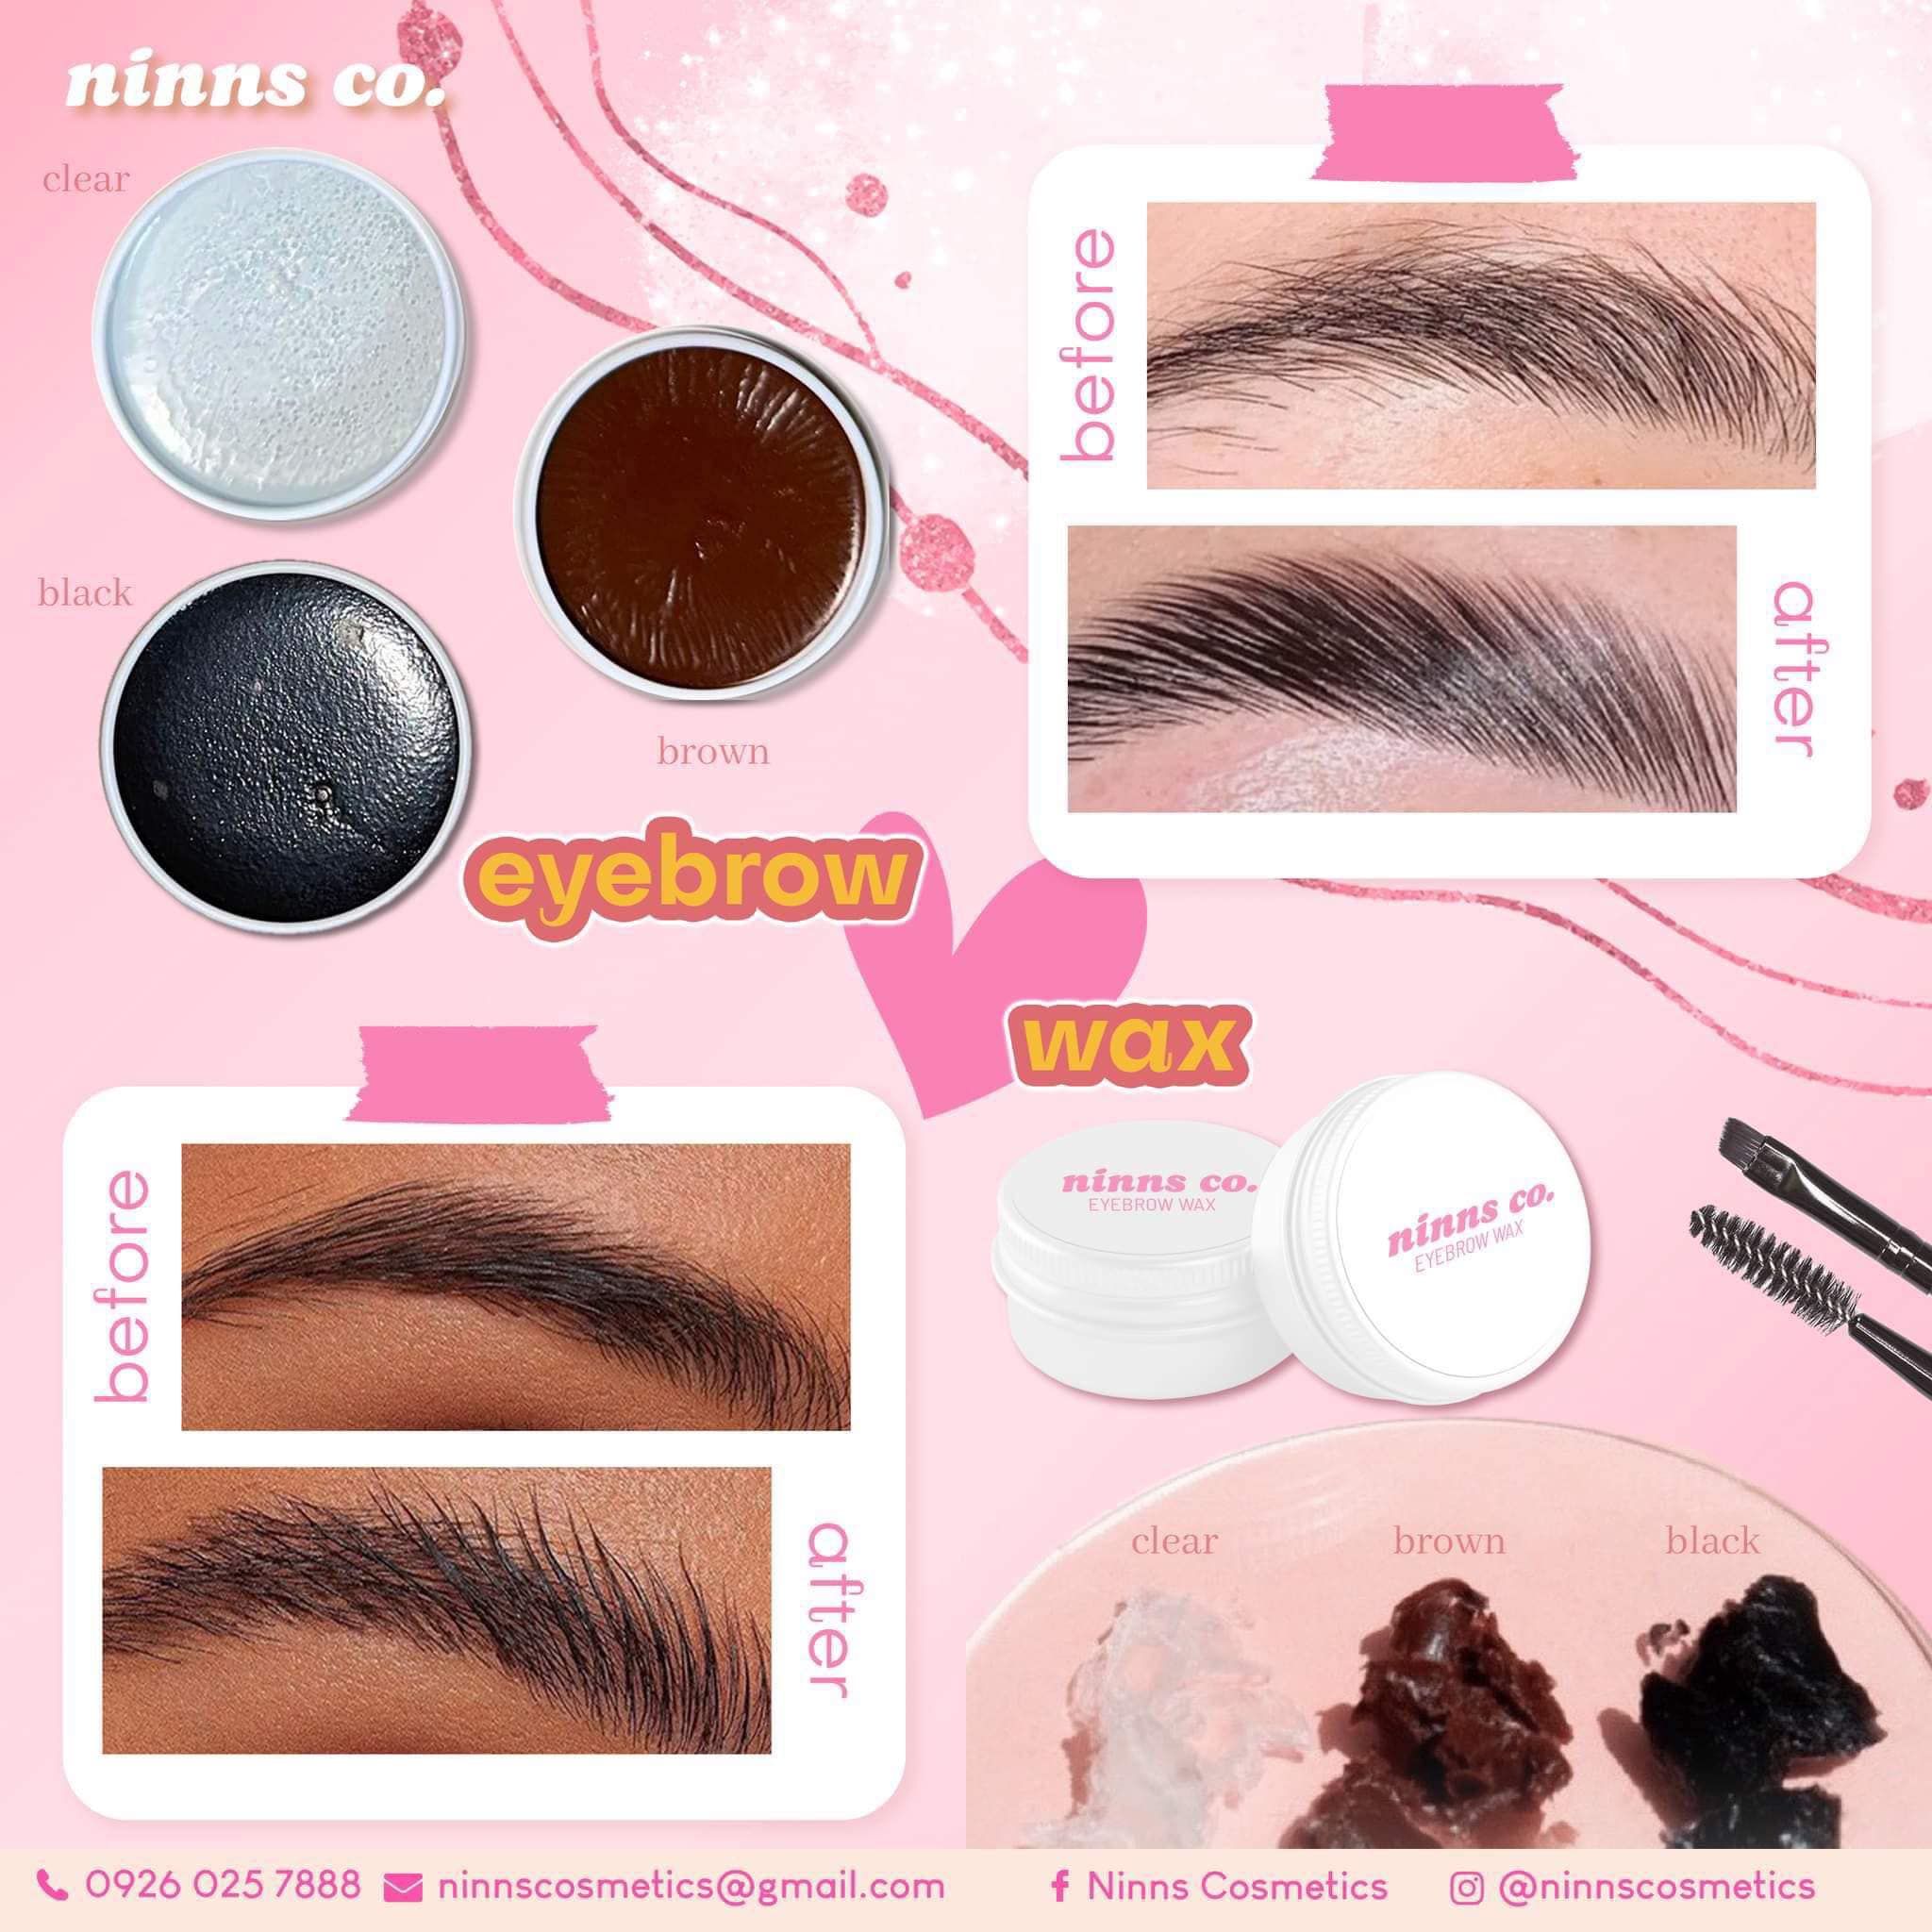 ninns co.
clear
black
brown
before
after
eyebrow
wax
before
after
ninns co.
EYEBROW WAX
ninns co.
EYEBROW WAX
clear
brown
black
0926 025 7888
ninnscosmetics@gmail.com
Ninns Cosmetics
@ninnscosmetics